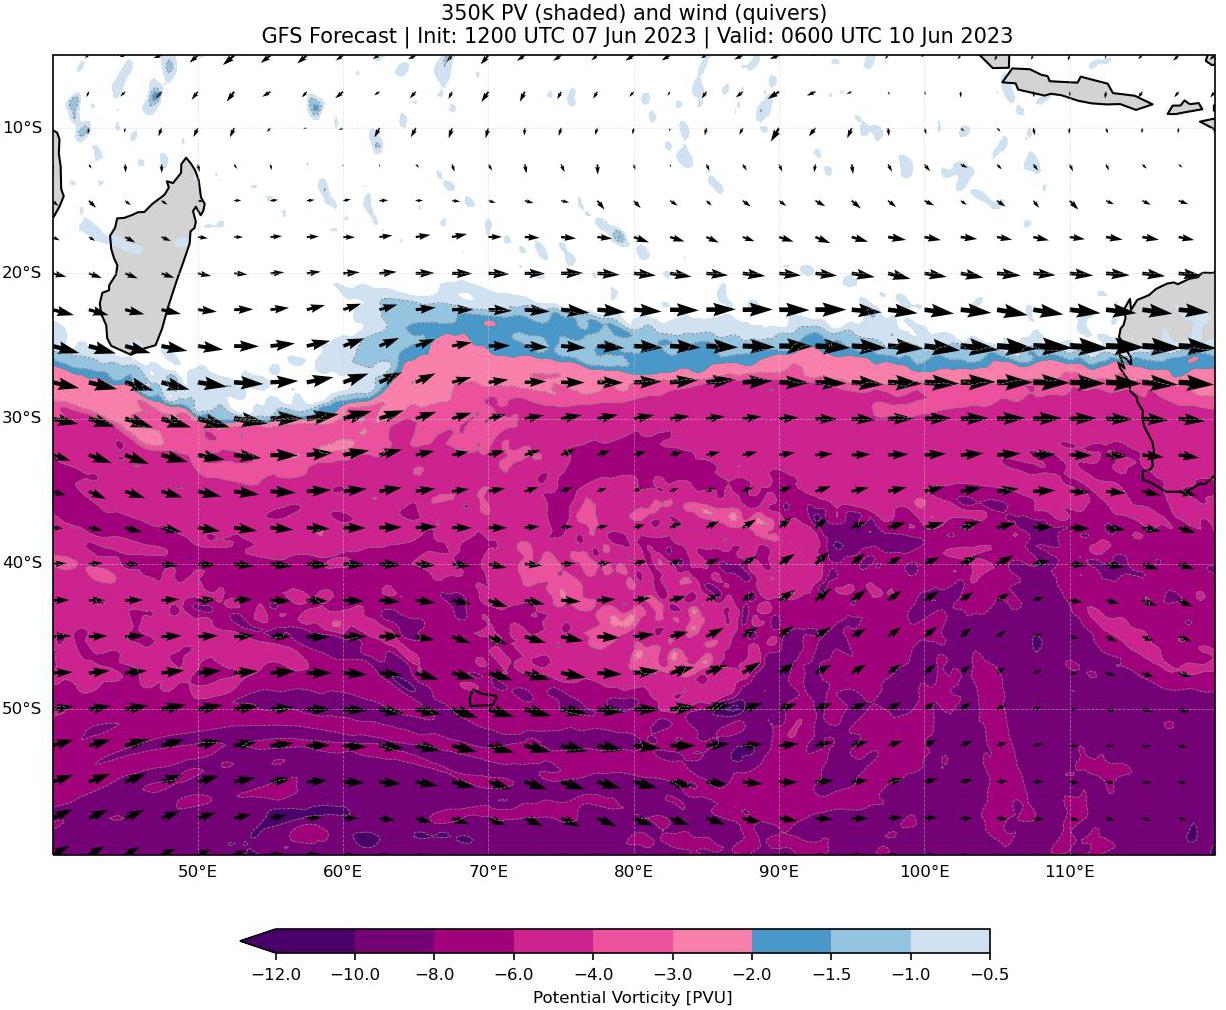 350K PV (shaded) and wind (quivers)
GFS Forecast | Init: 1200 UTC 07 Jun 2023 | Valid: 0600 UTC 10 Jun 2023
10°S
20°S
30°S
40°S
50°S
50°E 60°E 70°E 80°E 90°E 100°E 110°E
−12.0 −10.0 −8.0 −6.0 −4.0 −3.0 −2.0 −1.5 −1.0 −0.5
Potential Vorticity [PVU]